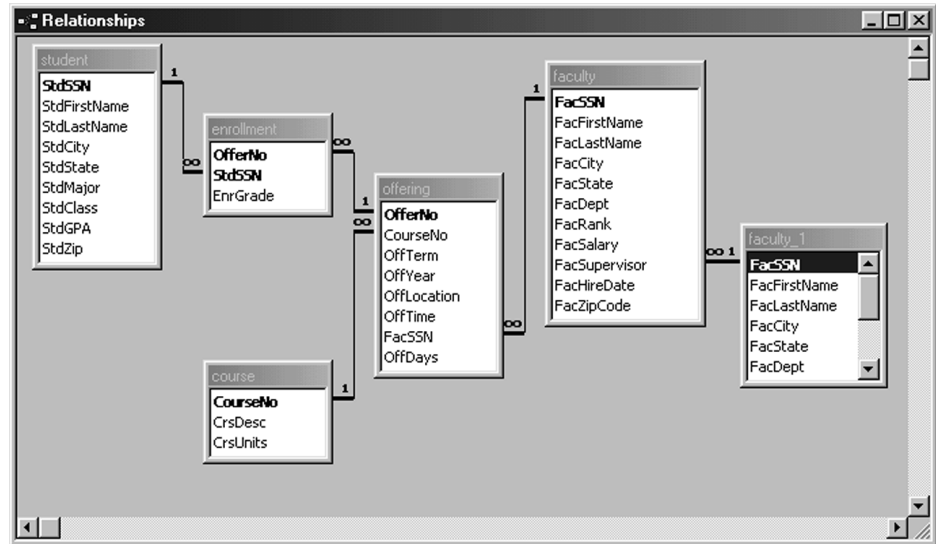 Relationships
student
StdSSN
StdFirstName
StdLastName
StdCity
StdState
StdMajor
StdClass
StdGPA
StdZip
1
∞
enrollment
OfferNo
StdSSN
EnrGrade
∞
1
course
CourseNo
CrsDesc
CrsUnits
1
∞
offering
OfferNo
CourseNo
OffTerm
OffYear
OffLocation
OffTime
FacSSN
OffDays
∞
1
faculty
FacSSN
FacFirstName
FacLastName
FacCity
FacState
FacDept
FacRank
FacSalary
FacSupervisor
FacHireDate
FacZipCode
∞ 1
faculty_1
FacSSN
FacFirstName
FacLastName
FacCity
FacState
FacDept